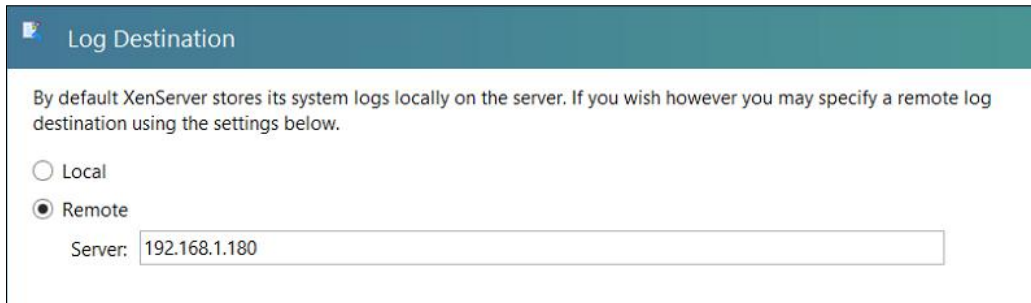 Log Destination
By default XenServer stores its system logs locally on the server. If you wish however you may specify a remote log
destination using the settings below.
Local
Remote
Server: 192.168.1.180